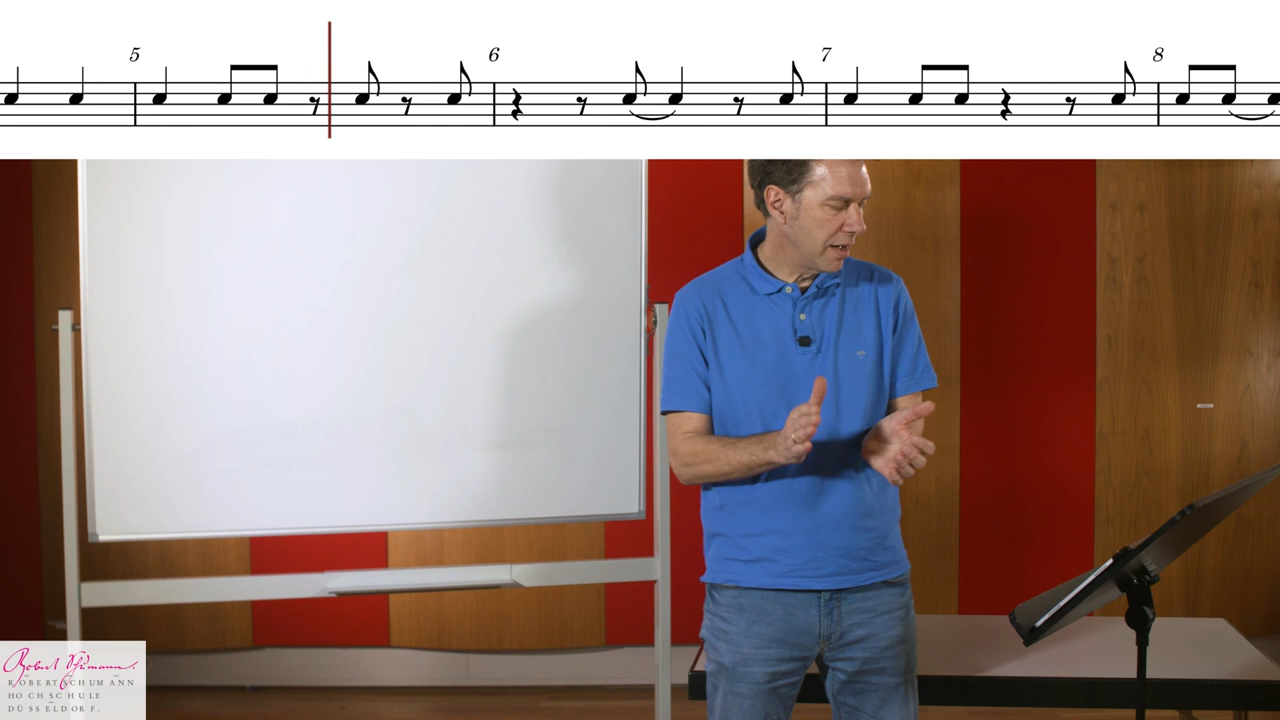 5 6 7 8
Robert Schumann
ROBERT SCHUMANN
HOCHSCHULE
DÜSSELDORF.